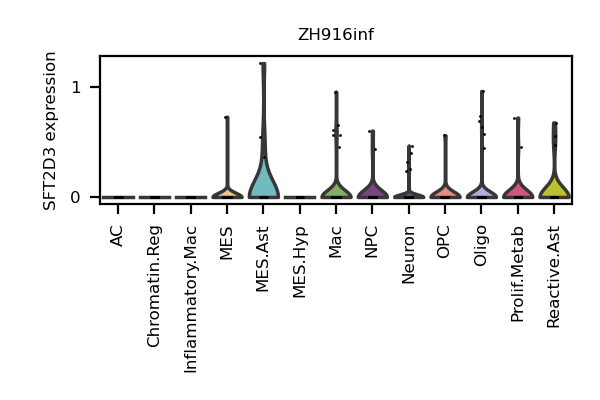 ZH916inf
SFT2D3 expression
1
0
AC
Chromatin.Reg
Inflammatory.Mac
MES
MES.Ast
MES.Hyp
Mac
NPC
Neuron
OPC
Oligo
Prolif.Metab
Reactive.Ast